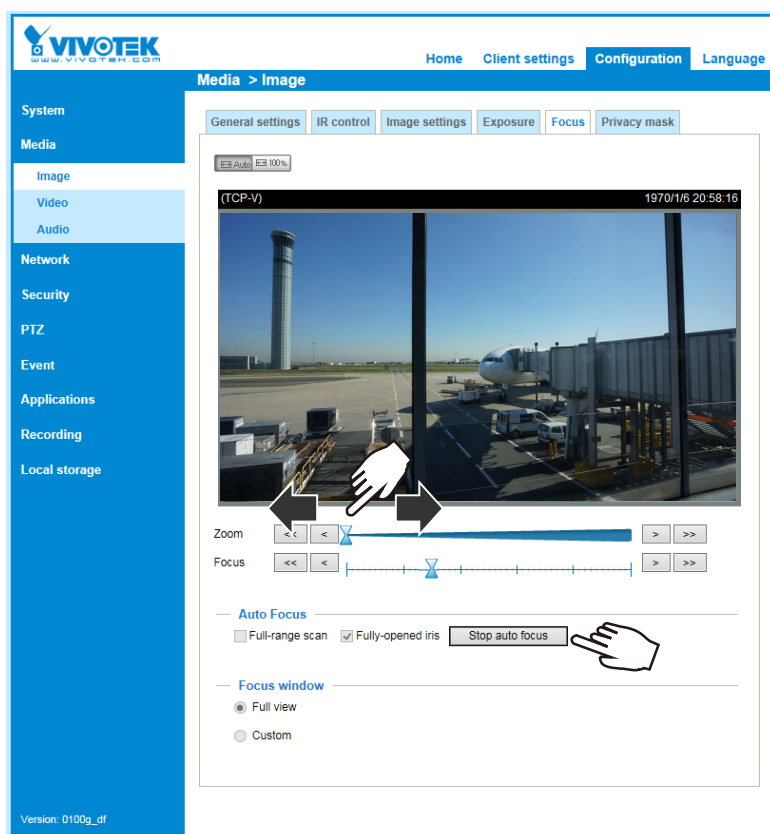 VIVOTEK
WWW.VIVOTEK.COM
Home Client settings Configuration Language
Media > Image
System
Media
Image
Video
Audio
Network
Security
PTZ
Event
Applications
Recording
Local storage
Version: 0100g_df
General settings IR control Image settings Exposure Focus Privacy mask
Auto 100%
(TCP-V) 1970/1/6 20:58:16
Zoom << < > >>
Focus << < > >>
Auto Focus
Full-range scan Fully-opened iris Stop auto focus
Focus window
Full view
Custom